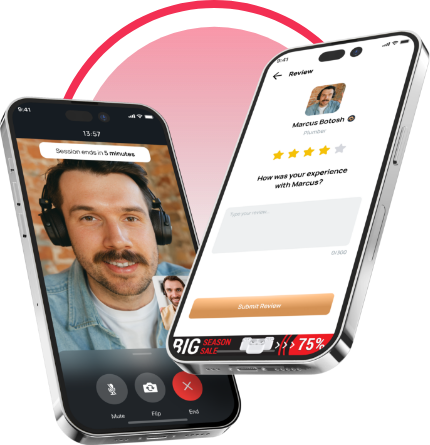 9:41
13:57
Session ends in 5 minutes
Mute
Flip
End
9:41
Review
Marcus Botosh
Plumber
How was your experience
with Marcus?
Type your review...
0/300
Submit Review
BIG SEASON
SALE
75%